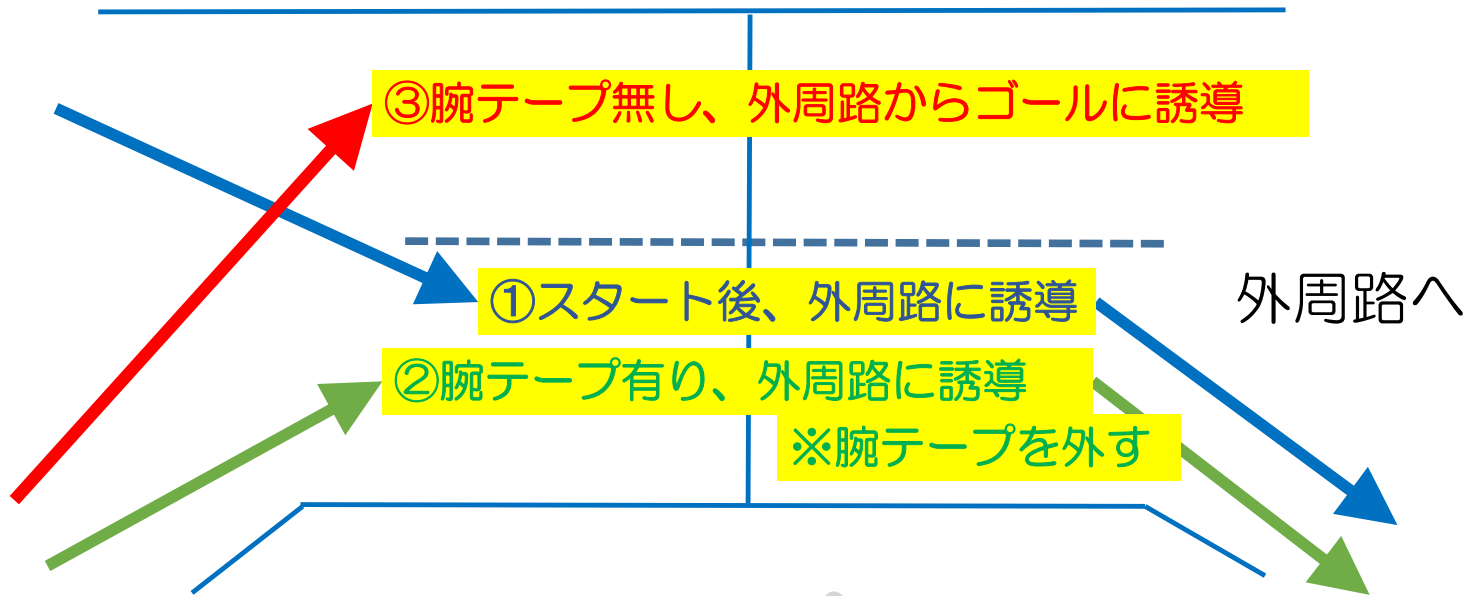 ③腕テープ無し、外周路からゴールに誘導
①スタート後、外周路に誘導
外周路へ
②腕テープ有り、外周路に誘導
※腕テープを外す